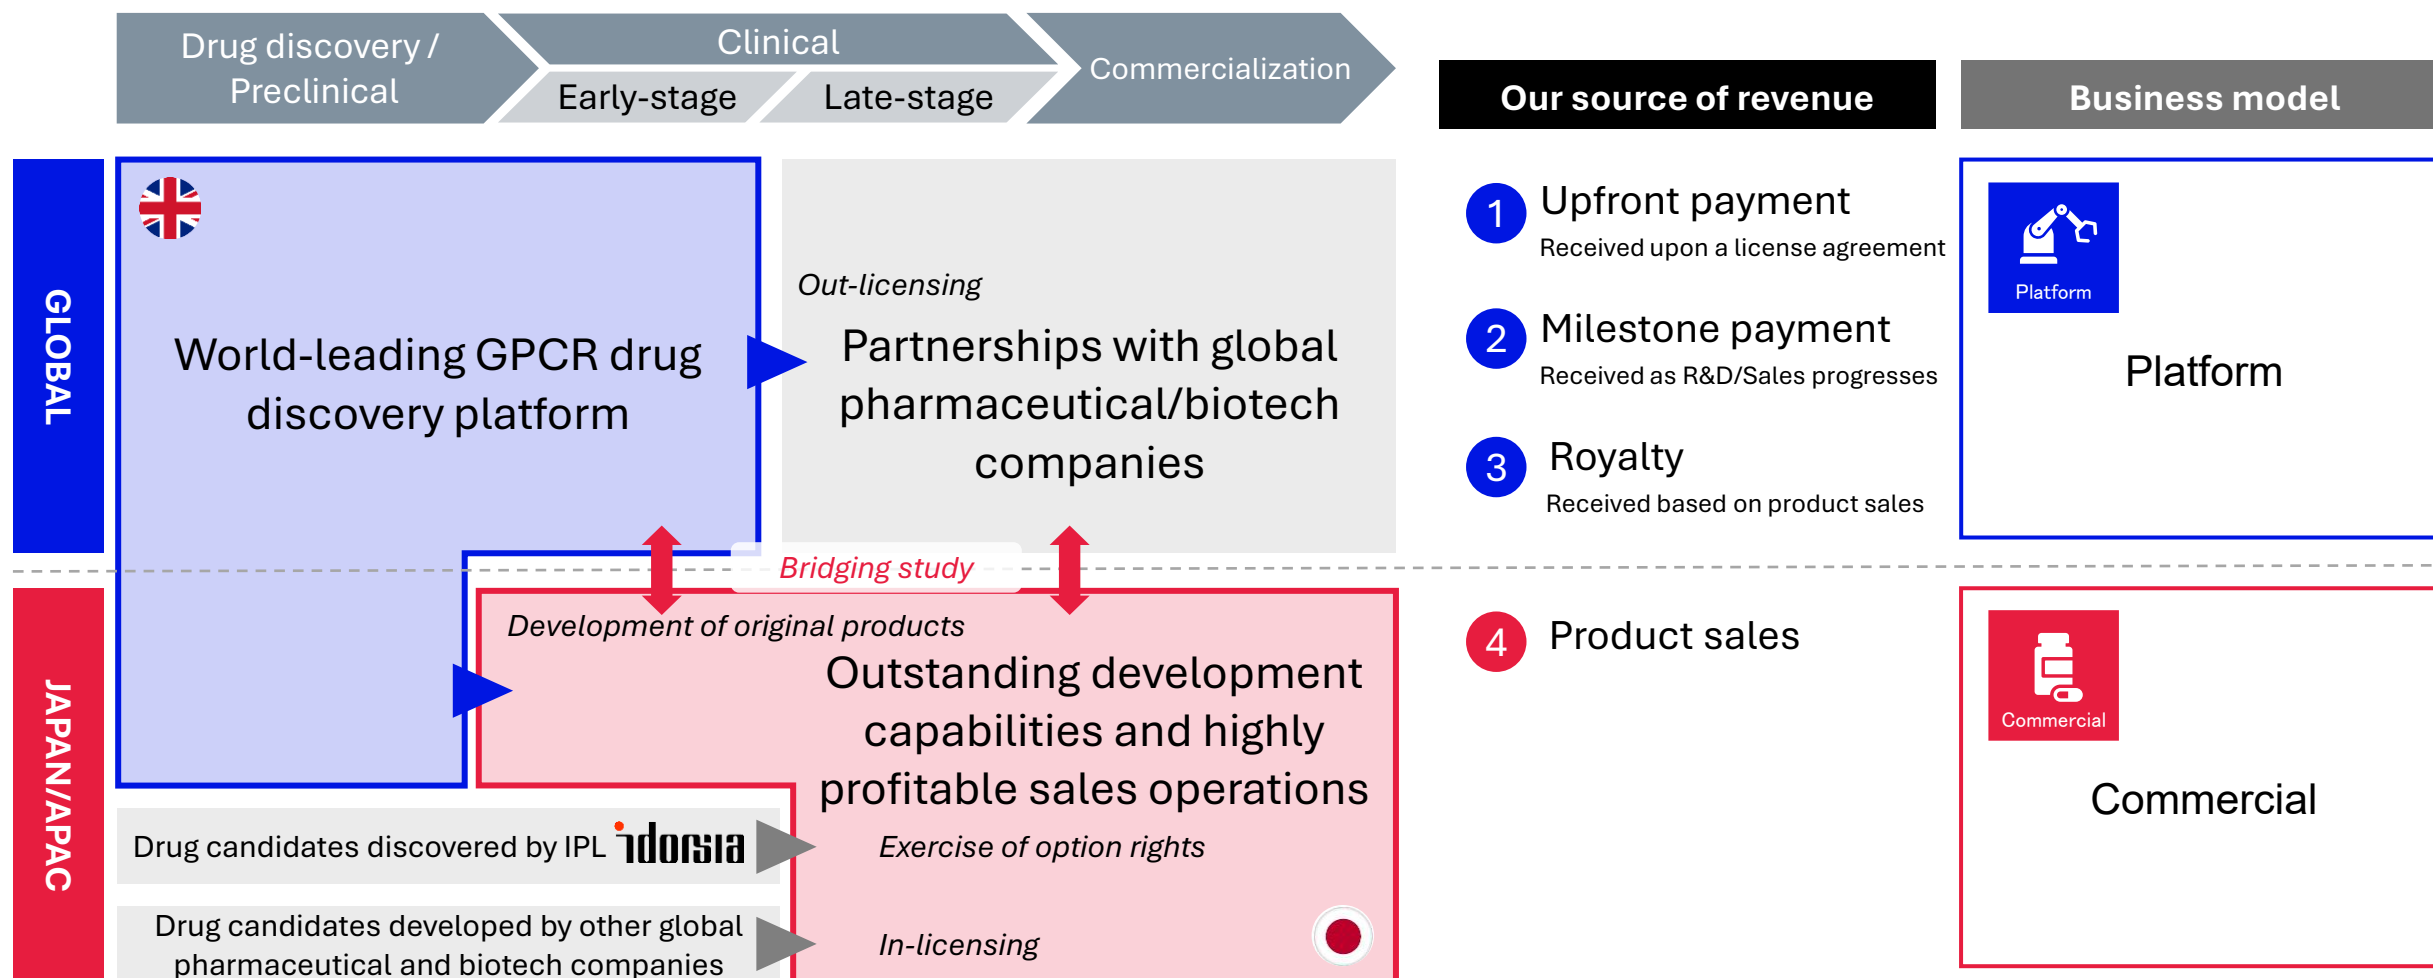 Drug discovery /
Preclinical
Clinical
Early-stage
Late-stage
Commercialization
Our source of revenue
Business model
GLOBAL
World-leading GPCR drug
discovery platform
Out-licensing
Partnerships with global
pharmaceutical/biotech
companies
1 Upfront payment
Received upon a license agreement
2 Milestone payment
Received as R&D/Sales progresses
3 Royalty
Received based on product sales
Platform
Platform
Bridging study
JAPAN/APAC
Development of original products
Outstanding development
capabilities and highly
profitable sales operations
Drug candidates discovered by IPL idorsia
Exercise of option rights
Drug candidates developed by other global
pharmaceutical and biotech companies
In-licensing
4 Product sales
Commercial
Commercial